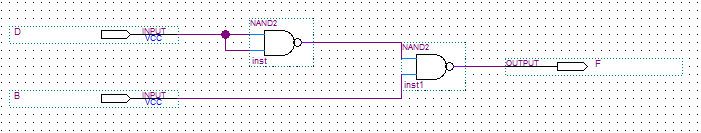 NAND2
D INPUT
VCC
inst
NAND2
OUTPUT F
inst1
B INPUT
VCC